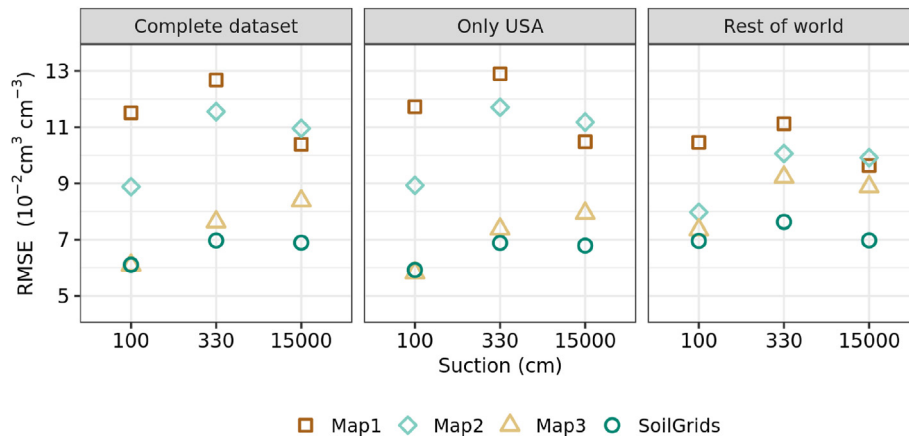 Complete dataset Only USA Rest of world
13
11
9
7
5
RMSE (10⁻²cm³ cm⁻³)
100 330 15000 100 330 15000 100 330 15000
Suction (cm)
Map1 Map2 Map3 SoilGrids